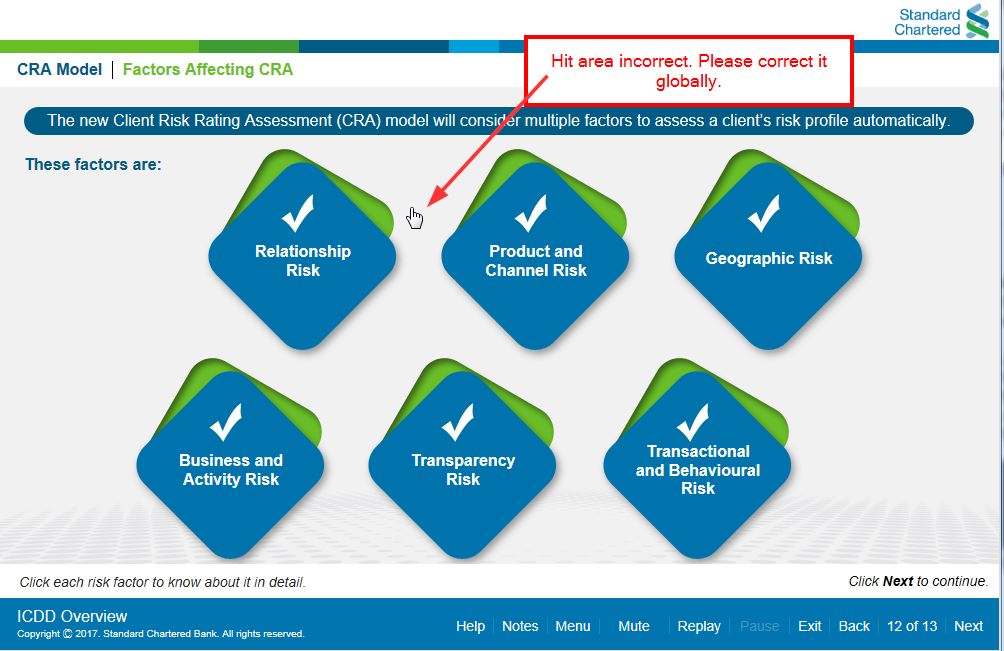 Standard
Chartered
CRA Model | Factors Affecting CRA
Hit area incorrect. Please correct it
globally.
The new Client Risk Rating Assessment (CRA) model will consider multiple factors to assess a client's risk profile automatically.
These factors are:
Relationship
Risk
Product and
Channel Risk
Geographic Risk
Business and
Activity Risk
Transparency
Risk
Transactional
and Behavioural
Risk
Click each risk factor to know about it in detail.
Click Next to continue.
ICDD Overview
Copyright © 2017. Standard Chartered Bank. All rights reserved.
Help Notes Menu Mute Replay Pause Exit Back 12 of 13 Next